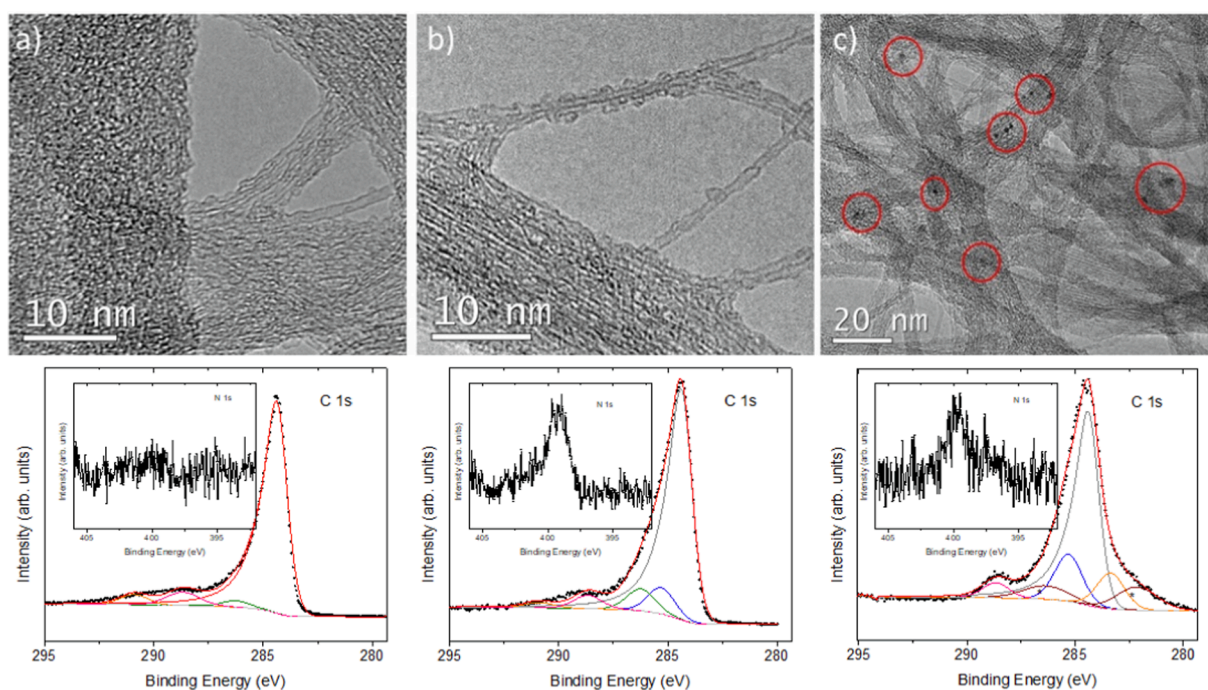 a)
10 nm
b)
10 nm
c)
20 nm
N 1s
C 1s
Intensity (arb. units)
Intensity (arb. units)
405 400 395
Binding Energy (eV)
295 290 285 280
Binding Energy (eV)
N 1s
C 1s
Intensity (arb. units)
Intensity (arb. units)
405 400 395
Binding Energy (eV)
295 290 285 280
Binding Energy (eV)
N 1s
C 1s
Intensity (arb. units)
Intensity (arb. units)
405 400 395
Binding Energy (eV)
* *
295 290 285 280
Binding Energy (eV)